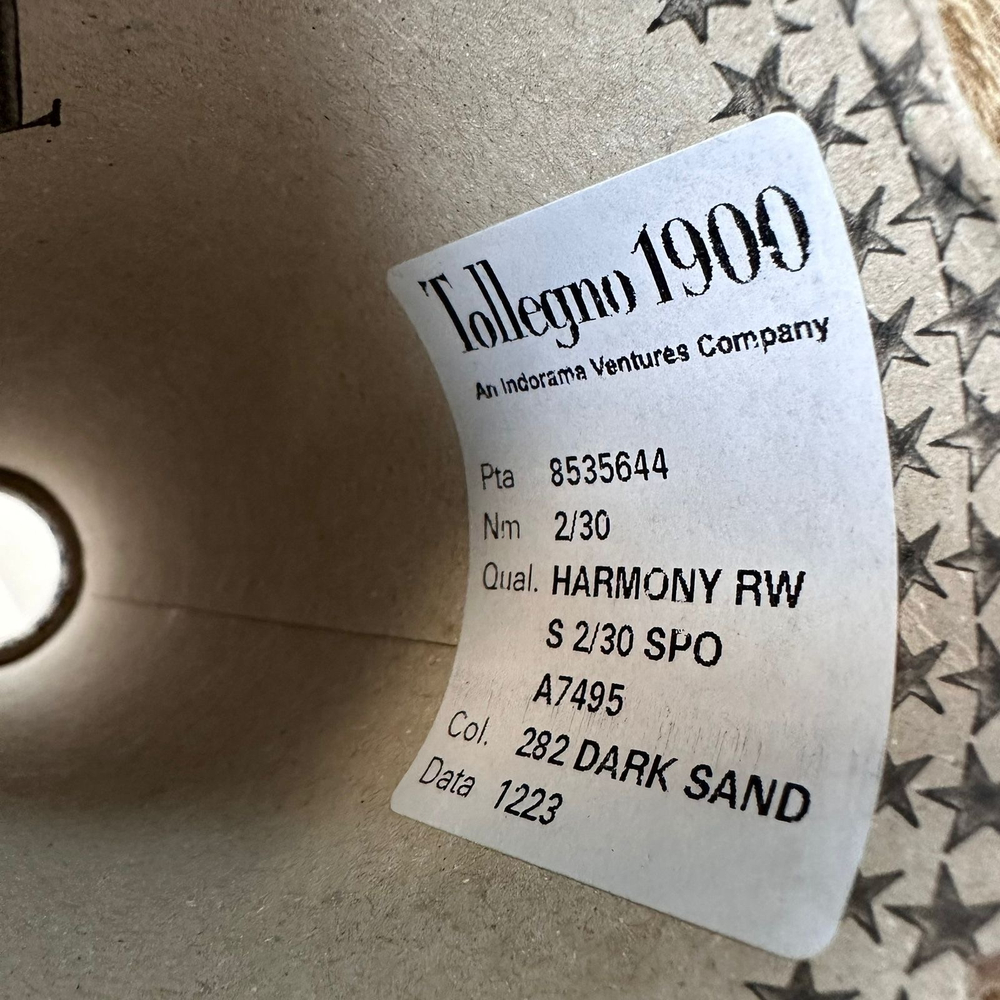 Tollegno 1900
An Indorama Ventures Company
Pta 8535644
Nm 2/30
Qual. HARMONY RW
S 2/30 SPO
A7495
Col. 282 DARK SAND
Data 1223